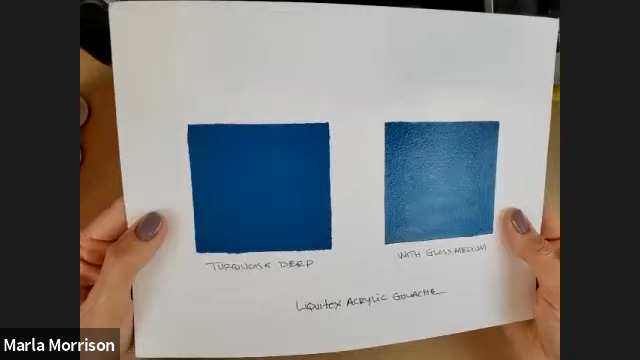 TURQUOISE DEEP
WITH GLOSS MEDIUM
LIQUITEX ACRYLIC GOUACHE
Marla Morrison